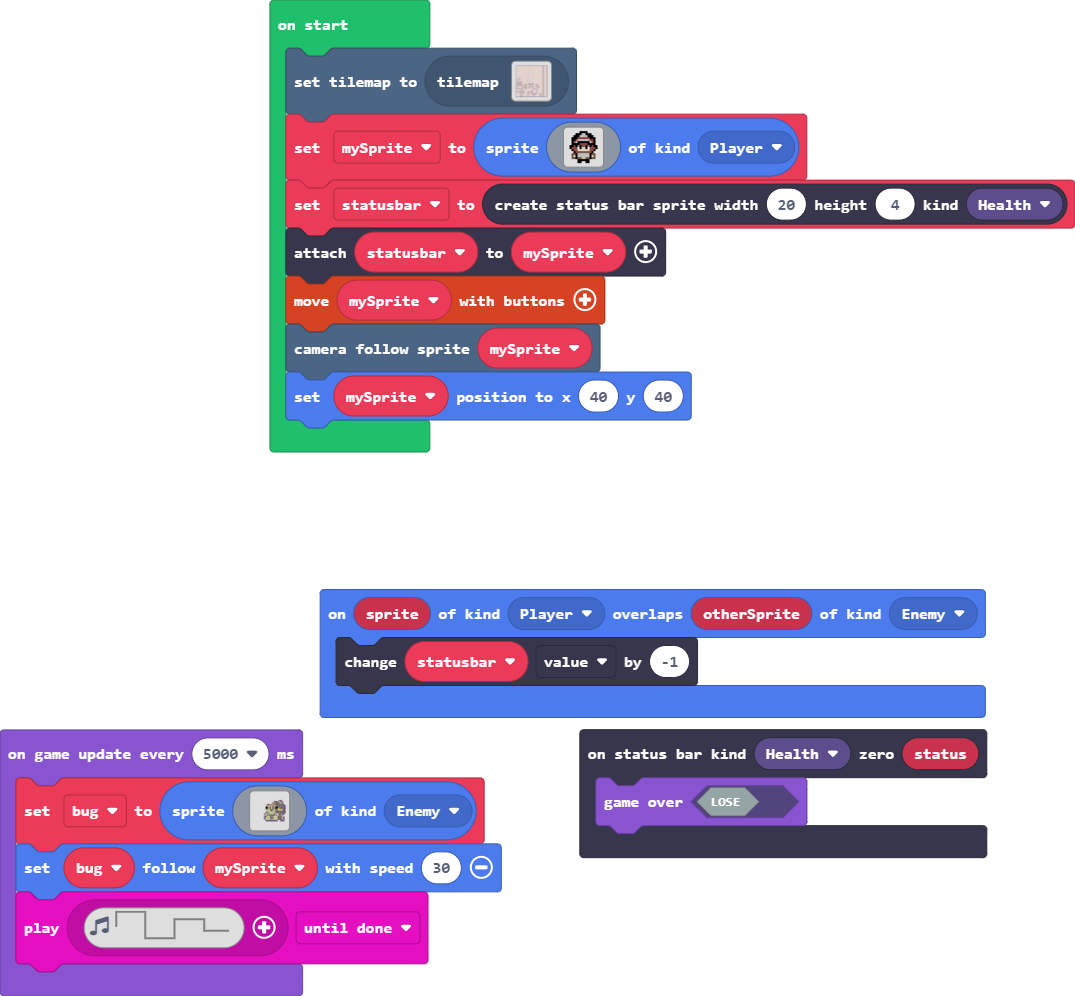 on start
set tilemap to tilemap
set mySprite to sprite of kind Player
set statusbar to create status bar sprite width 20 height 4 kind Health
attach statusbar to mySprite
move mySprite with buttons
camera follow sprite mySprite
set mySprite position to x 40 y 40
on sprite of kind Player overlaps otherSprite of kind Enemy
change statusbar value by -1
on game update every 5000 ms
set bug to sprite of kind Enemy
set bug follow mySprite with speed 30
play until done
on status bar kind Health zero status
game over LOSE